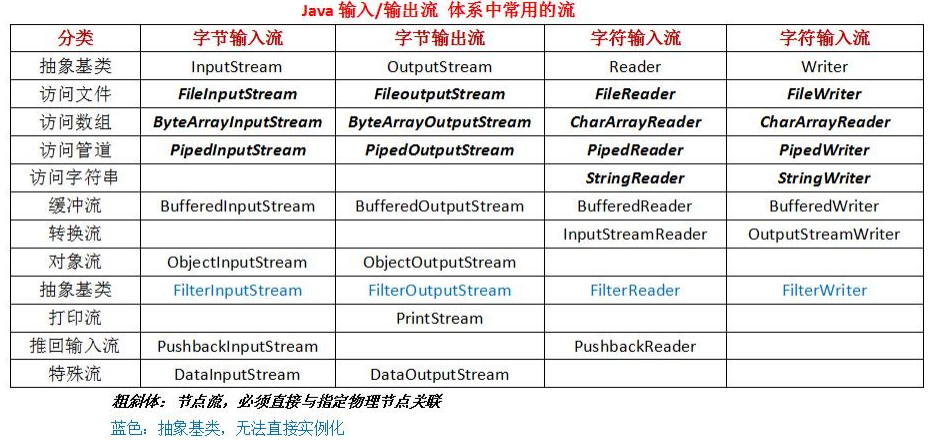 Java 输入/输出流 体系中常用的流
分类 字节输入流 字节输出流 字符输入流 字符输入流
抽象基类 InputStream OutputStream Reader Writer
访问文件 FileInputStream FileoutputStream FileReader FileWriter
访问数组 ByteArrayInputStream ByteArrayOutputStream CharArrayReader CharArrayReader
访问管道 PipedInputStream PipedOutputStream PipedReader PipedWriter
访问字符串 StringReader StringWriter
缓冲流 BufferedInputStream BufferedOutputStream BufferedReader BufferedWriter
转换流 InputStreamReader OutputStreamWriter
对象流 ObjectInputStream ObjectOutputStream
抽象基类 FilterInputStream FilterOutputStream FilterReader FilterWriter
打印流 PrintStream
推回输入流 PushbackInputStream PushbackReader
特殊流 DataInputStream DataOutputStream
粗斜体：节点流，必须直接与指定物理节点关联
蓝色：抽象基类，无法直接实例化